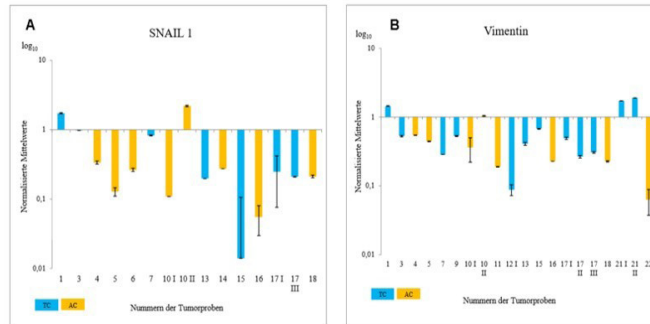 A
SNAIL 1
log10
10
1
0,1
0,01
Normalisierte Mittelwerte
1 3 4 5 6 7 10 I 10 II 13 14 15 16 17 I 17 III 18
TC AC
Nummern der Tumorproben
B
Vimentin
log10
10
1
0,1
0,01
Normalisierte Mittelwerte
1 3 4 5 7 9 10 I 10 II 11 12 I 13 15 16 17 I 17 II 17 III 18 21 I 21 II 22
TC AC
Nummern der Tumorproben